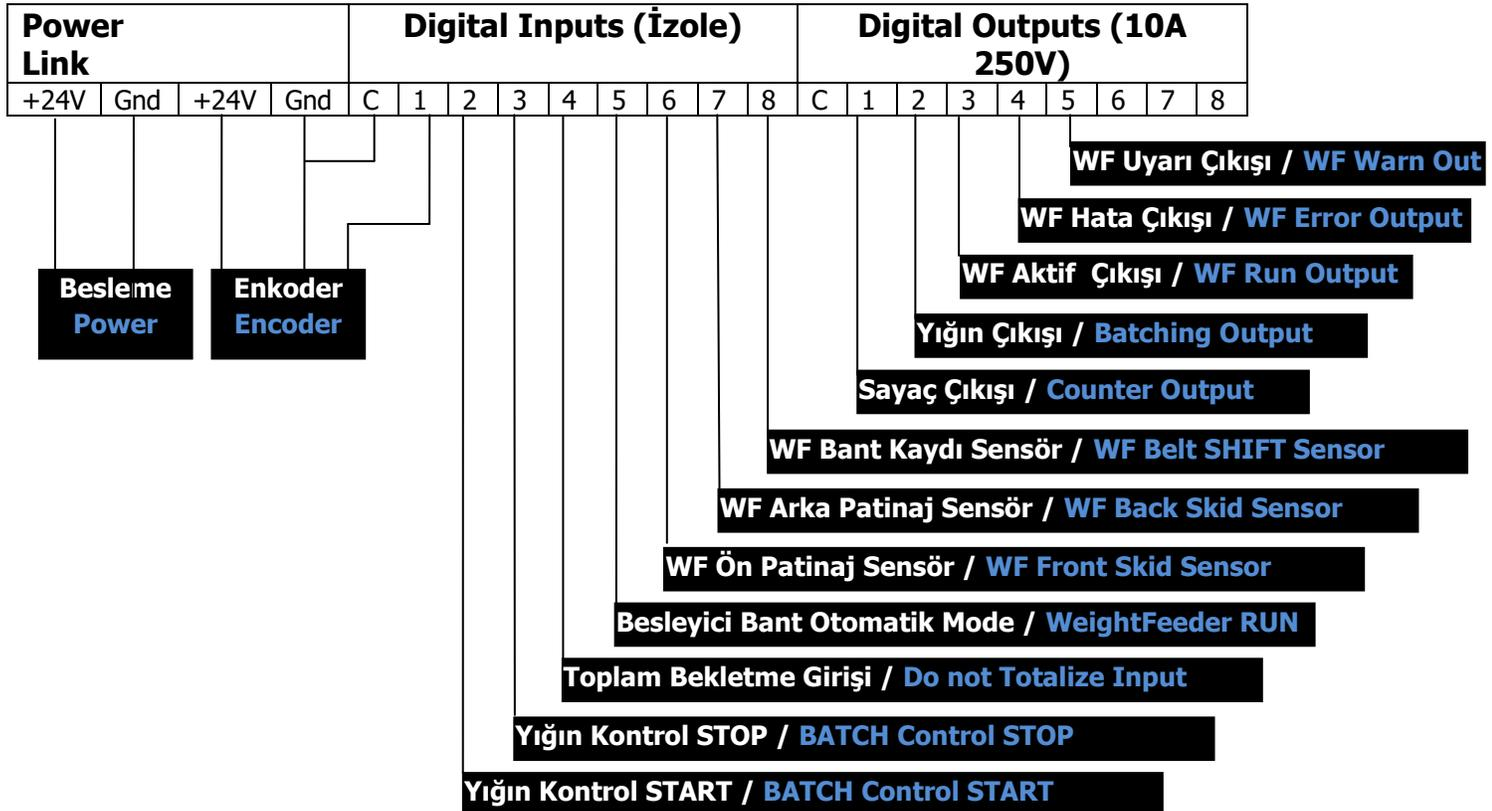 Power Link
Digital Inputs (İzole)
Digital Outputs (10A 250V)
+24V Gnd +24V Gnd C 1 2 3 4 5 6 7 8 C 1 2 3 4 5 6 7 8
WF Uyarı Çıkışı / WF Warn Out
WF Hata Çıkışı / WF Error Output
WF Aktif Çıkışı / WF Run Output
Besleme
Power
Enkoder
Encoder
Yığın Çıkışı / Batching Output
Sayaç Çıkışı / Counter Output
WF Bant Kaydı Sensör / WF Belt SHIFT Sensor
WF Arka Patinaj Sensör / WF Back Skid Sensor
WF Ön Patinaj Sensör / WF Front Skid Sensor
Besleyici Bant Otomatik Mode / WeightFeeder RUN
Toplam Bekletme Girişi / Do not Totalize Input
Yığın Kontrol STOP / BATCH Control STOP
Yığın Kontrol START / BATCH Control START